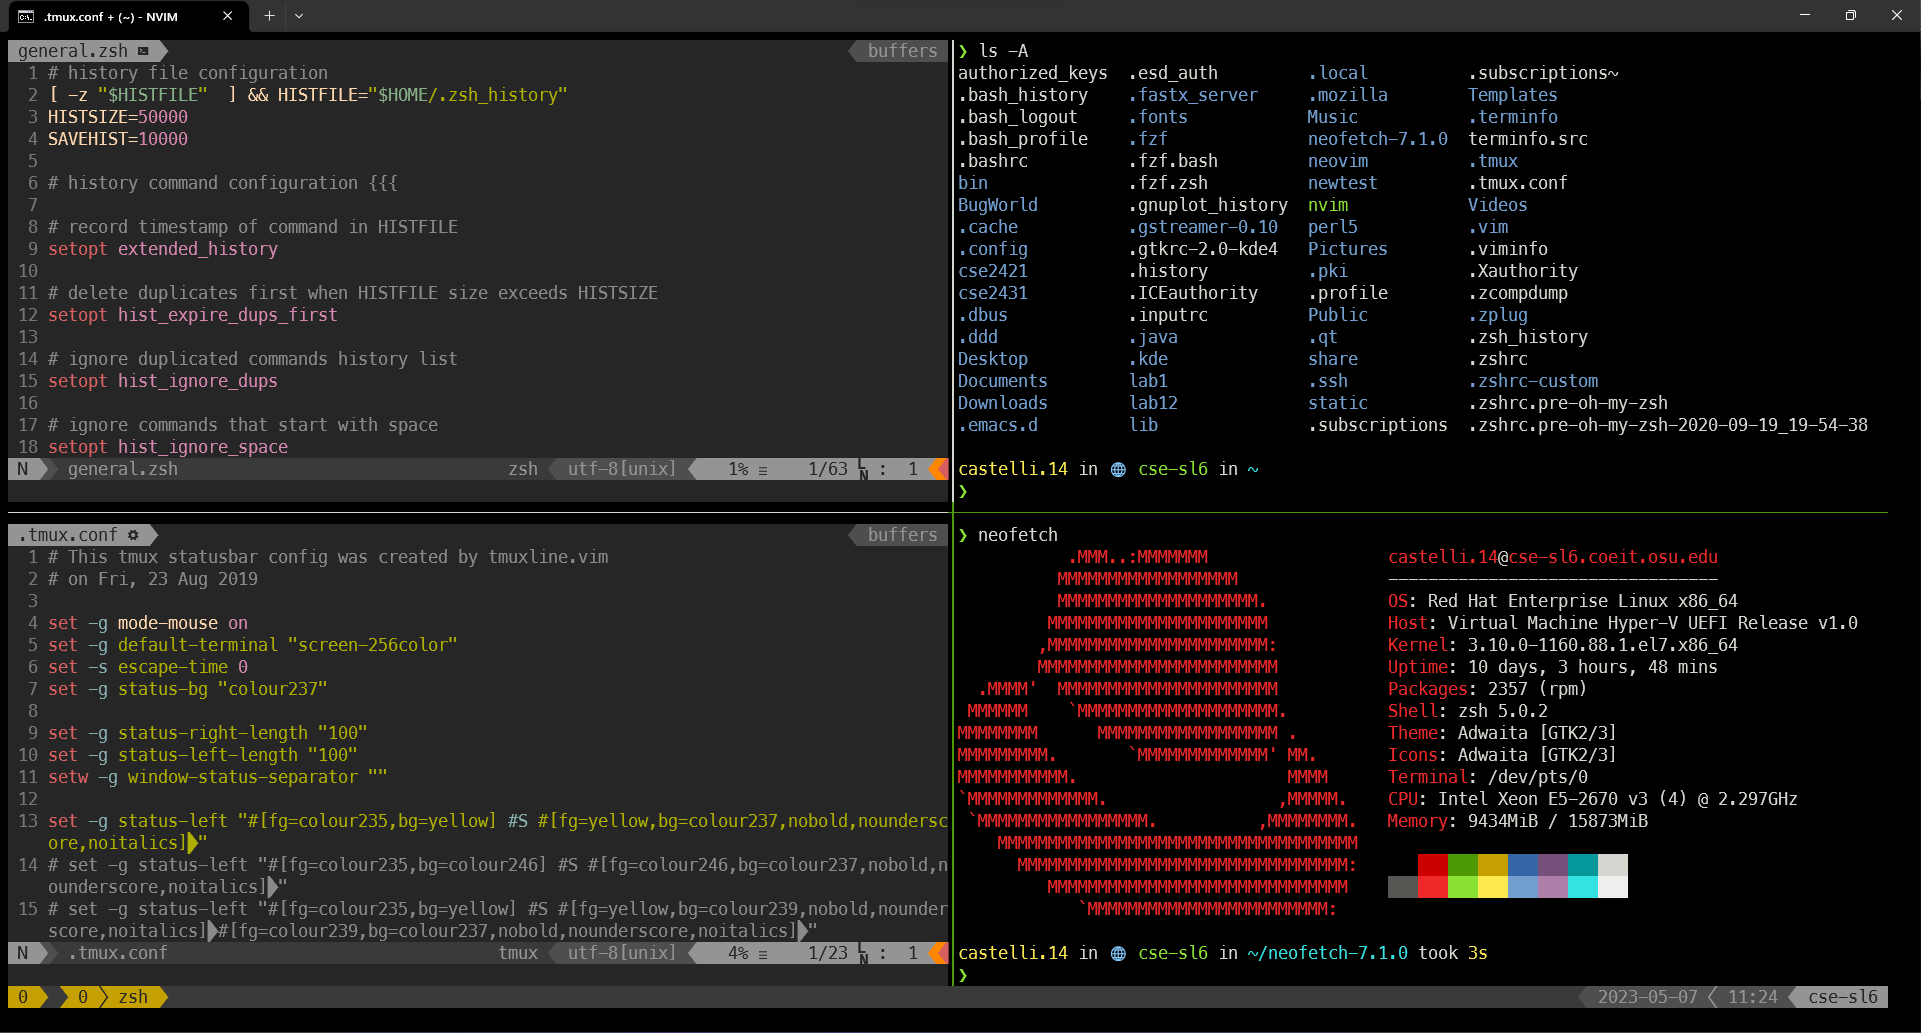 .tmux.conf + (~) - NVIM
general.zsh buffers
1 # history file configuration
2 [ -z "$HISTFILE"  ] && HISTFILE="$HOME/.zsh_history"
3 HISTSIZE=50000
4 SAVEHIST=10000
5
6 # history command configuration {{{
7
8 # record timestamp of command in HISTFILE
9 setopt extended_history
10
11 # delete duplicates first when HISTFILE size exceeds HISTSIZE
12 setopt hist_expire_dups_first
13
14 # ignore duplicated commands history list
15 setopt hist_ignore_dups
16
17 # ignore commands that start with space
18 setopt hist_ignore_space
N general.zsh zsh utf-8[unix] 1% ≡ 1/63 LN : 1
.tmux.conf buffers
1 # This tmux statusbar config was created by tmuxline.vim
2 # on Fri, 23 Aug 2019
3
4 set -g mode-mouse on
5 set -g default-terminal "screen-256color"
6 set -s escape-time 0
7 set -g status-bg "colour237"
8
9 set -g status-right-length "100"
10 set -g status-left-length "100"
11 setw -g window-status-separator ""
12
13 set -g status-left "#[fg=colour235,bg=yellow] #S #[fg=yellow,bg=colour237,nobold,noundersc
ore,noitalics]"
14 # set -g status-left "#[fg=colour235,bg=colour246] #S #[fg=colour246,bg=colour237,nobold,n
ounderscore,noitalics]"
15 # set -g status-left "#[fg=colour235,bg=yellow] #S #[fg=yellow,bg=colour239,nobold,nounder
score,noitalics]#[fg=colour239,bg=colour237,nobold,nounderscore,noitalics]"
N .tmux.conf tmux utf-8[unix] 4% ≡ 1/23 LN : 1
❯ ls -A
authorized_keys .esd_auth .local .subscriptions~
.bash_history .fastx_server .mozilla Templates
.bash_logout .fonts Music .terminfo
.bash_profile .fzf neofetch-7.1.0 terminfo.src
.bashrc .fzf.bash neovim .tmux
bin .fzf.zsh newtest .tmux.conf
BugWorld .gnuplot_history nvim Videos
.cache .gstreamer-0.10 perl5 .vim
.config .gtkrc-2.0-kde4 Pictures .viminfo
cse2421 .history .pki .Xauthority
cse2431 .ICEauthority .profile .zcompdump
.dbus .inputrc Public .zplug
.ddd .java .qt .zsh_history
Desktop .kde share .zshrc
Documents lab1 .ssh .zshrc-custom
Downloads lab12 static .zshrc.pre-oh-my-zsh
.emacs.d lib .subscriptions .zshrc.pre-oh-my-zsh-2020-09-19_19-54-38
castelli.14 in 🌐 cse-sl6 in ~
❯
❯ neofetch
castelli.14@cse-sl6.coeit.osu.edu
---------------------------------
OS: Red Hat Enterprise Linux x86_64
Host: Virtual Machine Hyper-V UEFI Release v1.0
Kernel: 3.10.0-1160.88.1.el7.x86_64
Uptime: 10 days, 3 hours, 48 mins
Packages: 2357 (rpm)
Shell: zsh 5.0.2
Theme: Adwaita [GTK2/3]
Icons: Adwaita [GTK2/3]
Terminal: /dev/pts/0
CPU: Intel Xeon E5-2670 v3 (4) @ 2.297GHz
Memory: 9434MiB / 15873MiB
castelli.14 in 🌐 cse-sl6 in ~/neofetch-7.1.0 took 3s
❯
0 0 zsh 2023-05-07 11:24 cse-sl6